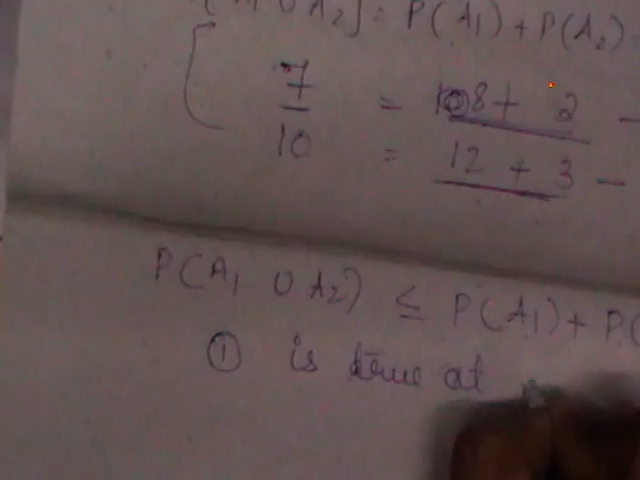 A1 ∪ A2] = P(A1) + P(A2)
7/10 = 108 + 2 −
= 12 + 3 −
P(A1 ∪ A2) ≤ P(A1) + P(
① is true at